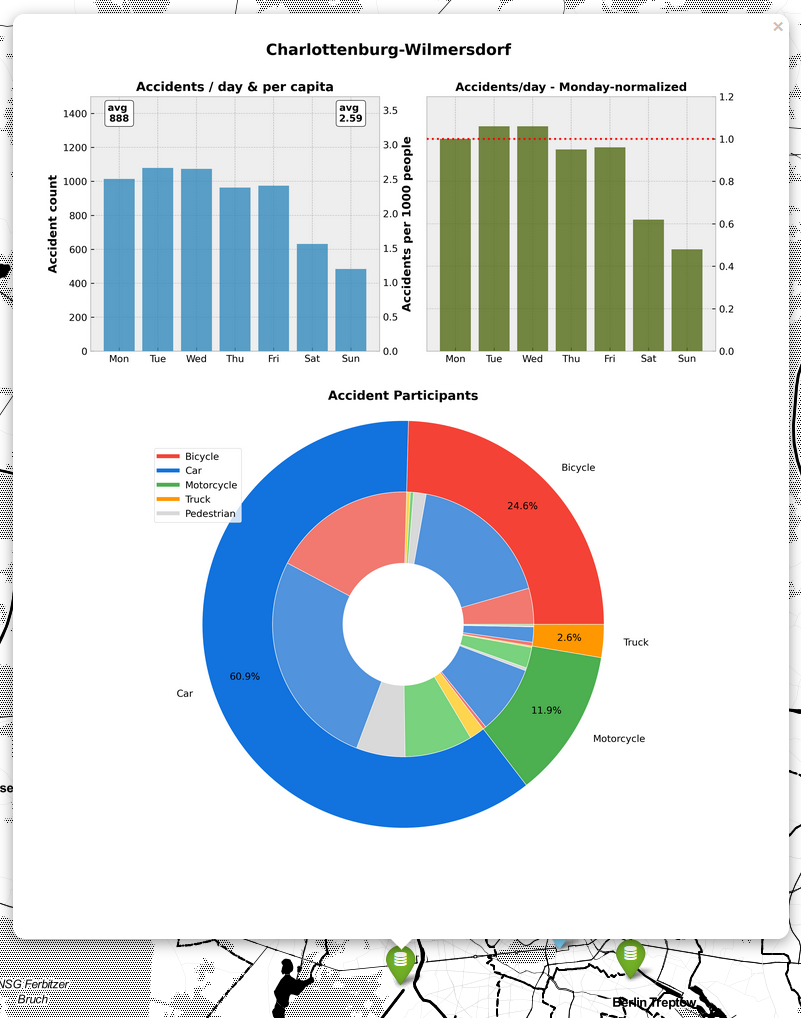 ×
Charlottenburg-Wilmersdorf
Accidents / day & per capita
Accident count
1400
1200
1000
800
600
400
200
0
avg
888
avg
2.59
3.5
3.0
2.5
2.0
1.5
1.0
0.5
0.0
Accidents per 1000 people
Mon Tue Wed Thu Fri Sat Sun
Accidents/day - Monday-normalized
1.2
1.0
0.8
0.6
0.4
0.2
0.0
Mon Tue Wed Thu Fri Sat Sun
Accident Participants
Bicycle
Car
Motorcycle
Truck
Pedestrian
Bicycle
24.6%
Truck
2.6%
Motorcycle
11.9%
Car
60.9%
se
NSG Ferbitzer
Bruch
Berlin Treptow